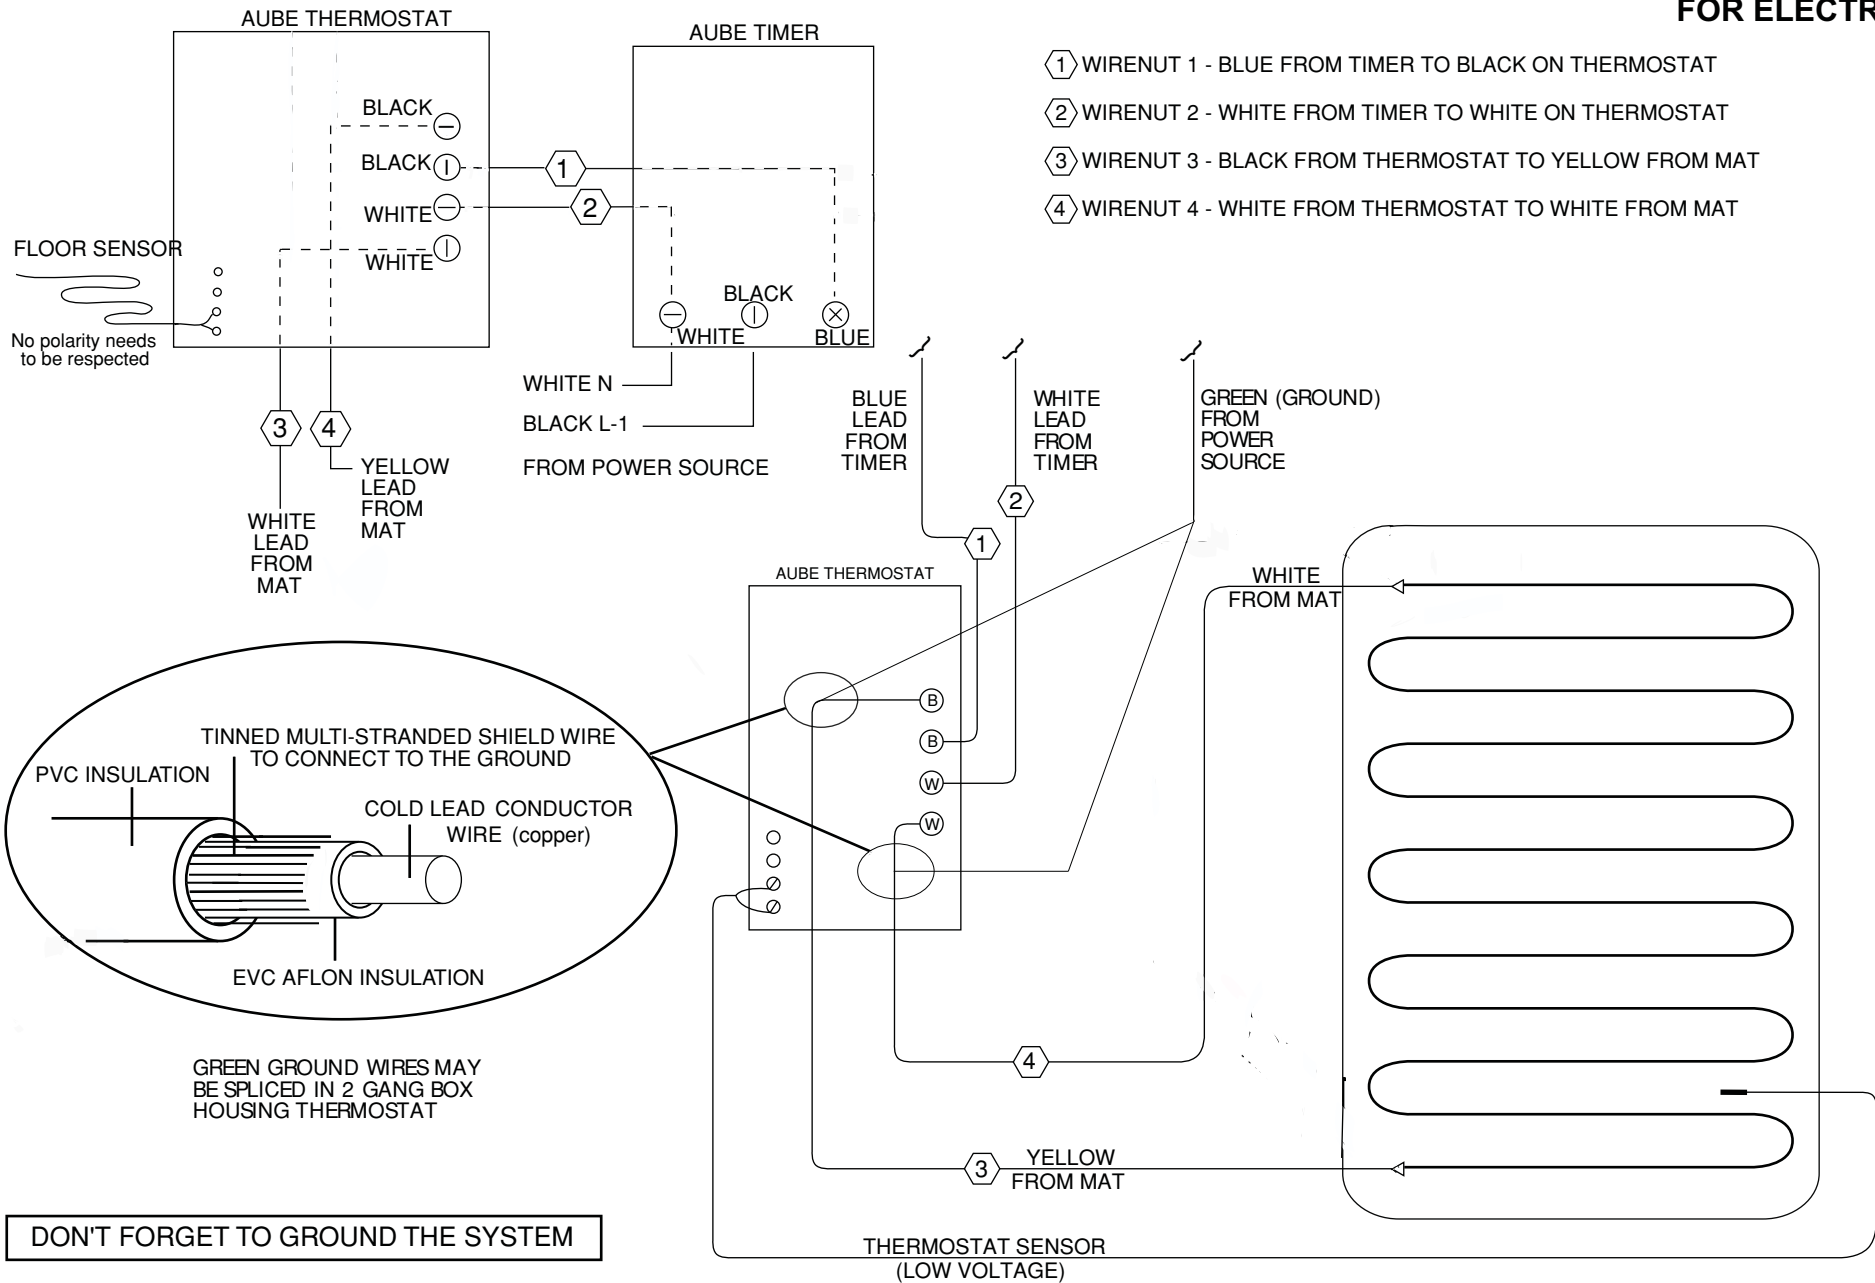 FOR ELECTR
AUBE THERMOSTAT
AUBE TIMER
1 WIRENUT 1 - BLUE FROM TIMER TO BLACK ON THERMOSTAT
2 WIRENUT 2 - WHITE FROM TIMER TO WHITE ON THERMOSTAT
3 WIRENUT 3 - BLACK FROM THERMOSTAT TO YELLOW FROM MAT
4 WIRENUT 4 - WHITE FROM THERMOSTAT TO WHITE FROM MAT
BLACK
BLACK
WHITE
WHITE
1
2
FLOOR SENSOR
No polarity needs
to be respected
BLACK
WHITE
BLUE
WHITE N
BLACK L-1
FROM POWER SOURCE
3
4
YELLOW
LEAD
FROM
MAT
WHITE
LEAD
FROM
MAT
BLUE
LEAD
FROM
TIMER
WHITE
LEAD
FROM
TIMER
GREEN (GROUND)
FROM
POWER
SOURCE
2
1
AUBE THERMOSTAT
B
B
W
W
WHITE
FROM MAT
TINNED MULTI-STRANDED SHIELD WIRE
TO CONNECT TO THE GROUND
PVC INSULATION
COLD LEAD CONDUCTOR
WIRE (copper)
EVC AFLON INSULATION
GREEN GROUND WIRES MAY
BE SPLICED IN 2 GANG BOX
HOUSING THERMOSTAT
4
3
YELLOW
FROM MAT
DON'T FORGET TO GROUND THE SYSTEM
THERMOSTAT SENSOR
(LOW VOLTAGE)